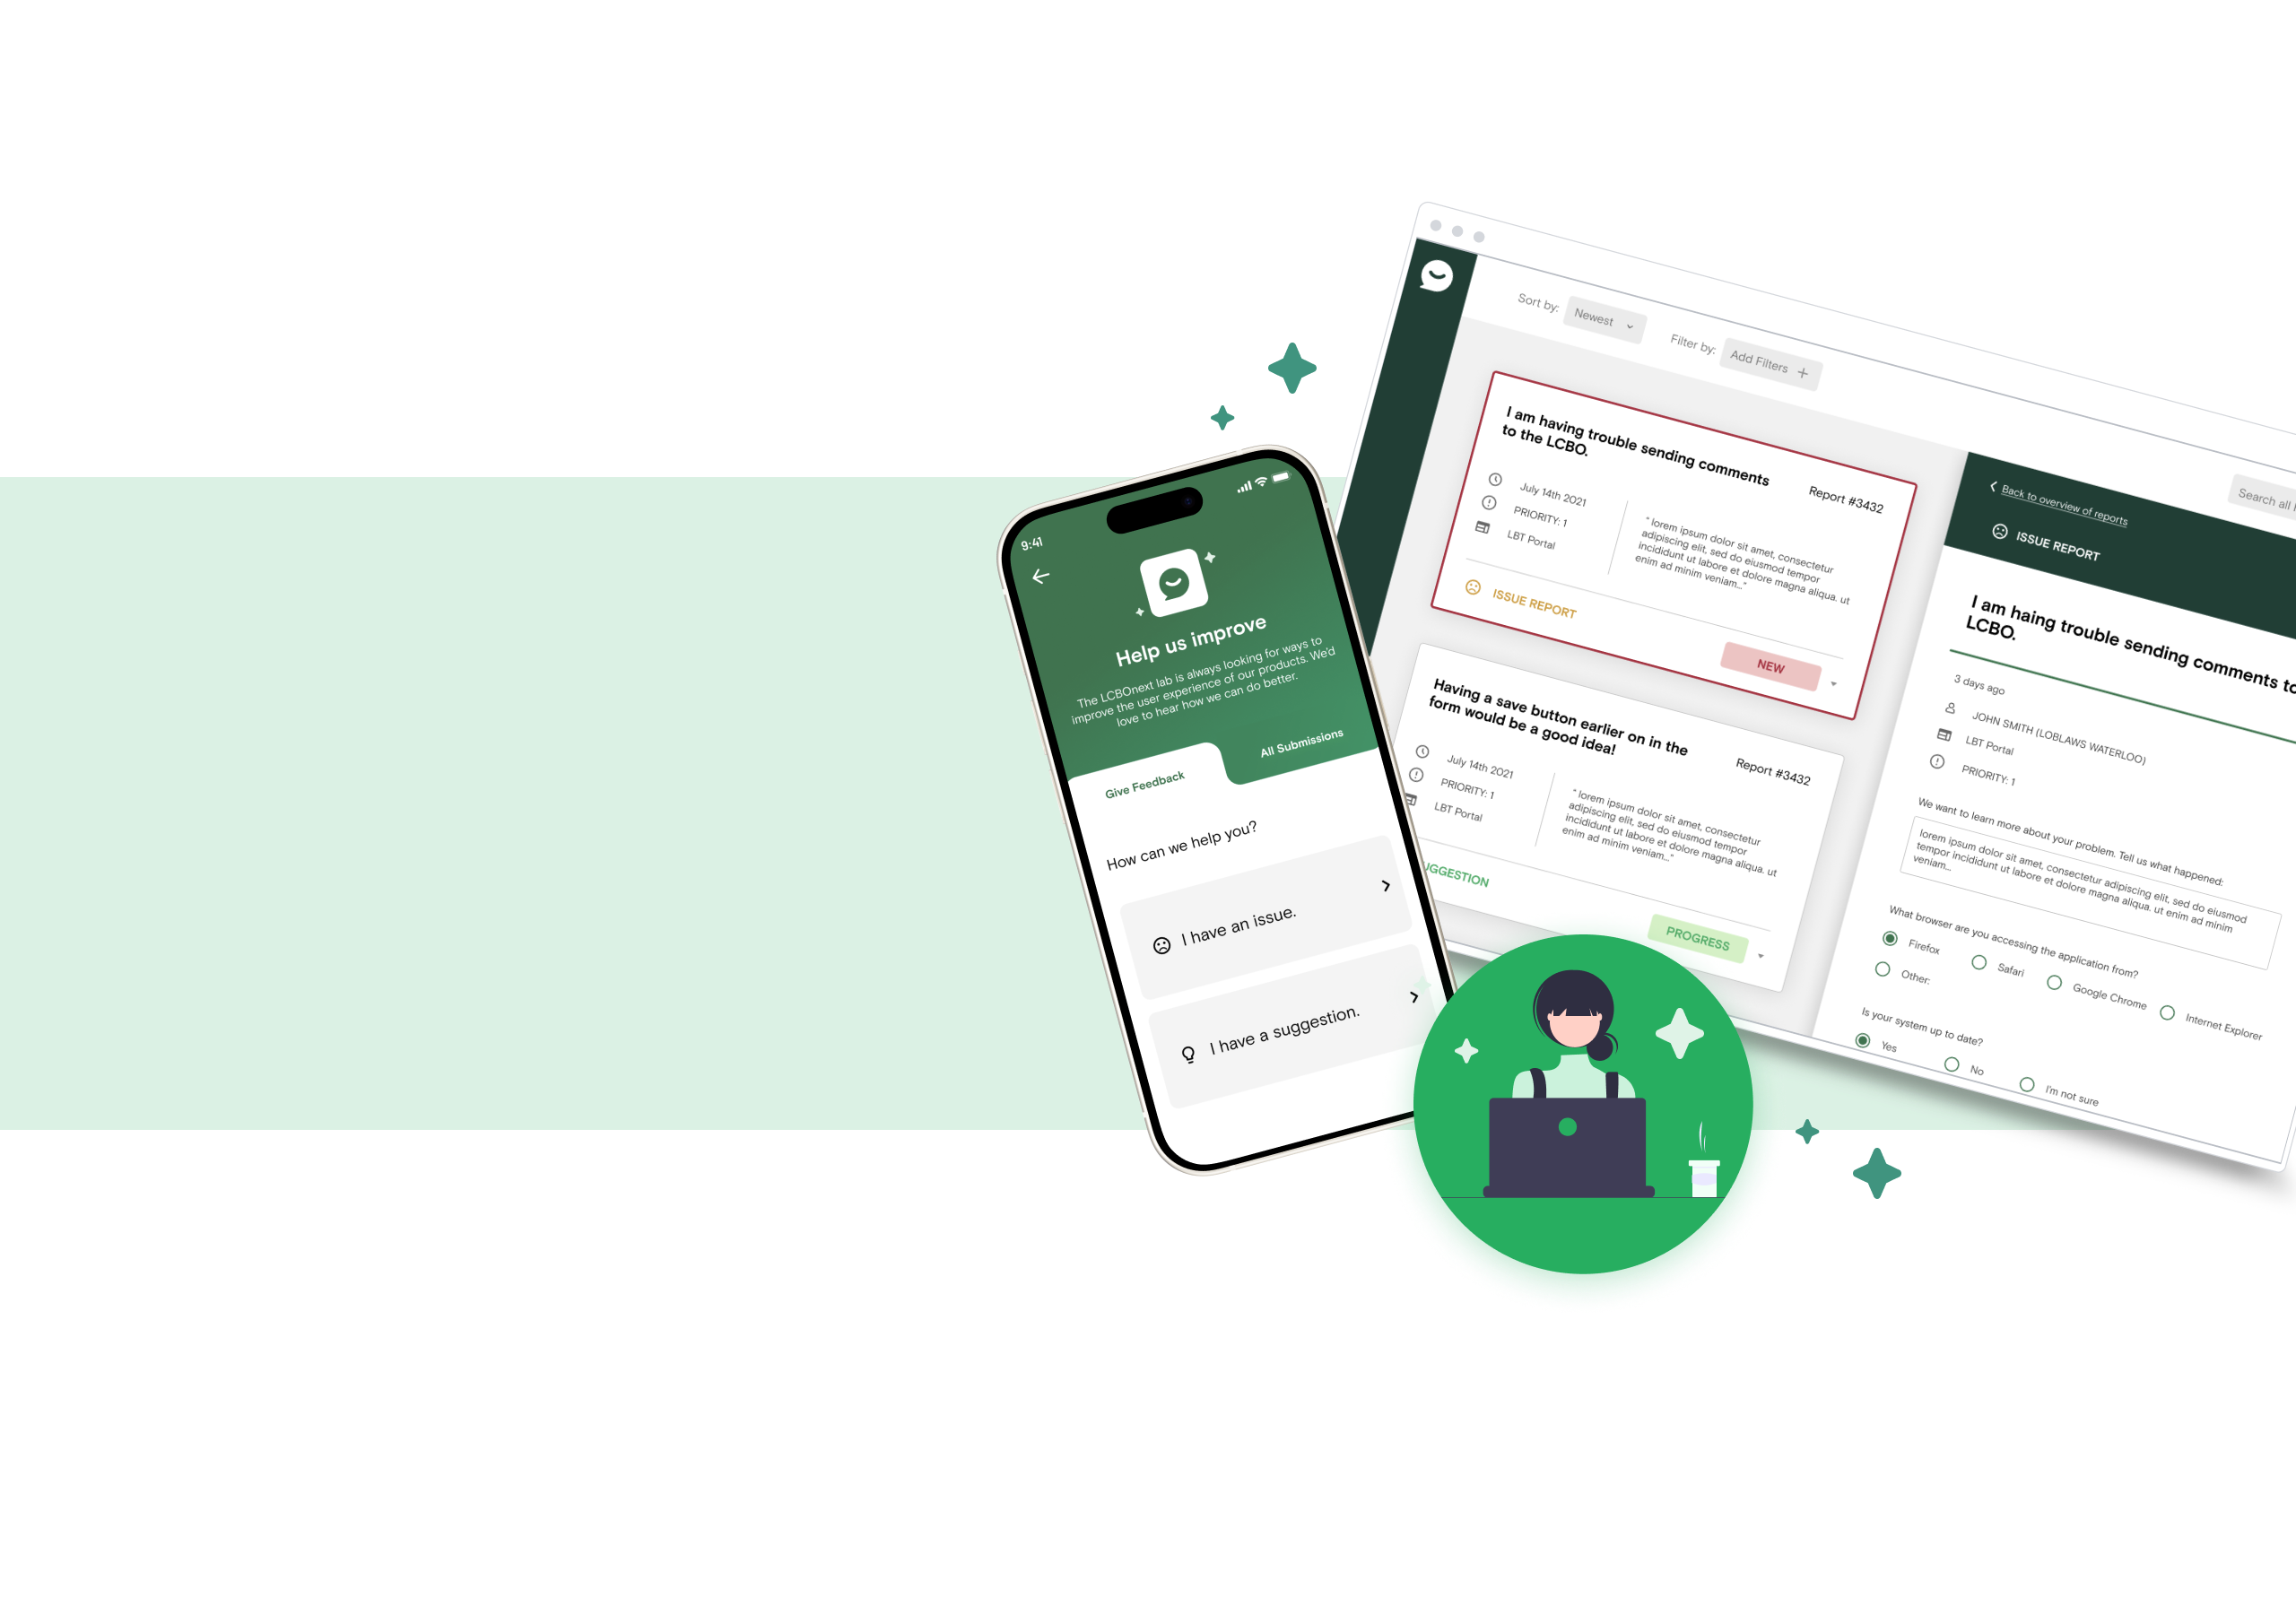 9:41
Help us improve
The LCBOnext lab is always looking for ways to
improve the user experience of our products. We'd
love to hear how we can do better.
Give Feedback
All Submissions
How can we help you?
I have an issue.
I have a suggestion.
Sort by:
Newest
Filter by:
Add Filters
Search all
I am having trouble sending comments
to the LCBO.
Report #3432
July 14th 2021
PRIORITY: 1
LBT Portal
" lorem ipsum dolor sit amet, consectetur
adipiscing elit, sed do eiusmod tempor
incididunt ut labore et dolore magna aliqua. ut
enim ad minim veniam..."
ISSUE REPORT
NEW
Having a save button earlier on in the
form would be a good idea!
Report #3432
July 14th 2021
PRIORITY: 1
LBT Portal
" lorem ipsum dolor sit amet, consectetur
adipiscing elit, sed do eiusmod tempor
incididunt ut labore et dolore magna aliqua. ut
enim ad minim veniam..."
UGGESTION
PROGRESS
Back to overview of reports
ISSUE REPORT
I am haing trouble sending comments to
LCBO.
3 days ago
JOHN SMITH (LOBLAWS WATERLOO)
LBT Portal
PRIORITY: 1
We want to learn more about your problem. Tell us what happened:
lorem ipsum dolor sit amet, consectetur adipiscing elit, sed do eiusmod
tempor incididunt ut labore et dolore magna aliqua. ut enim ad minim
veniam...
What browser are you accessing the application from?
Firefox
Safari
Google Chrome
Internet Explorer
Other:
Is your system up to date?
Yes
No
I'm not sure